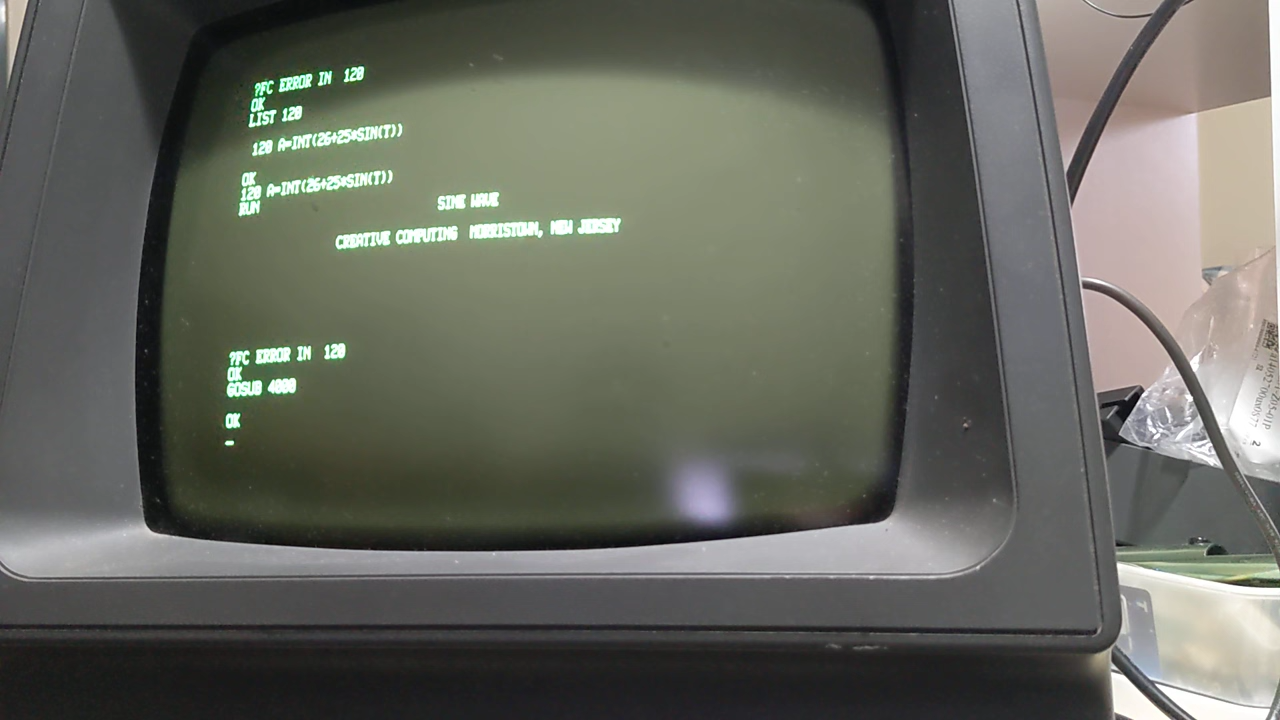 ?FC ERROR IN  120
OK
LIST 120
120 A=INT(26+25*SIN(T))
OK
120 A=INT(26+25*SIN(T))
RUN
SINE WAVE
CREATIVE COMPUTING  MORRISTOWN, NEW JERSEY
?FC ERROR IN  120
OK
GOSUB 4000
OK